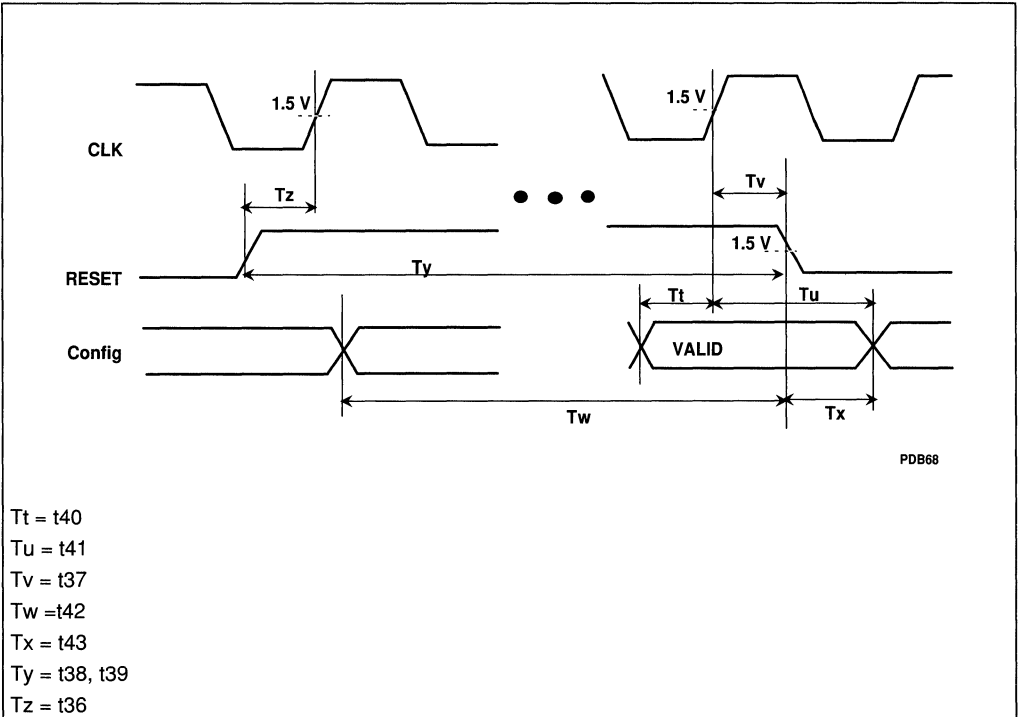 1.5 V
1.5 V
CLK
Tv
Tz
1.5 V
RESET
Ty
Tt
Tu
Config
VALID
Tw
Tx
PDB68
Tt = t40
Tu = t41
Tv = t37
Tw =t42
Tx = t43
Ty = t38, t39
Tz = t36